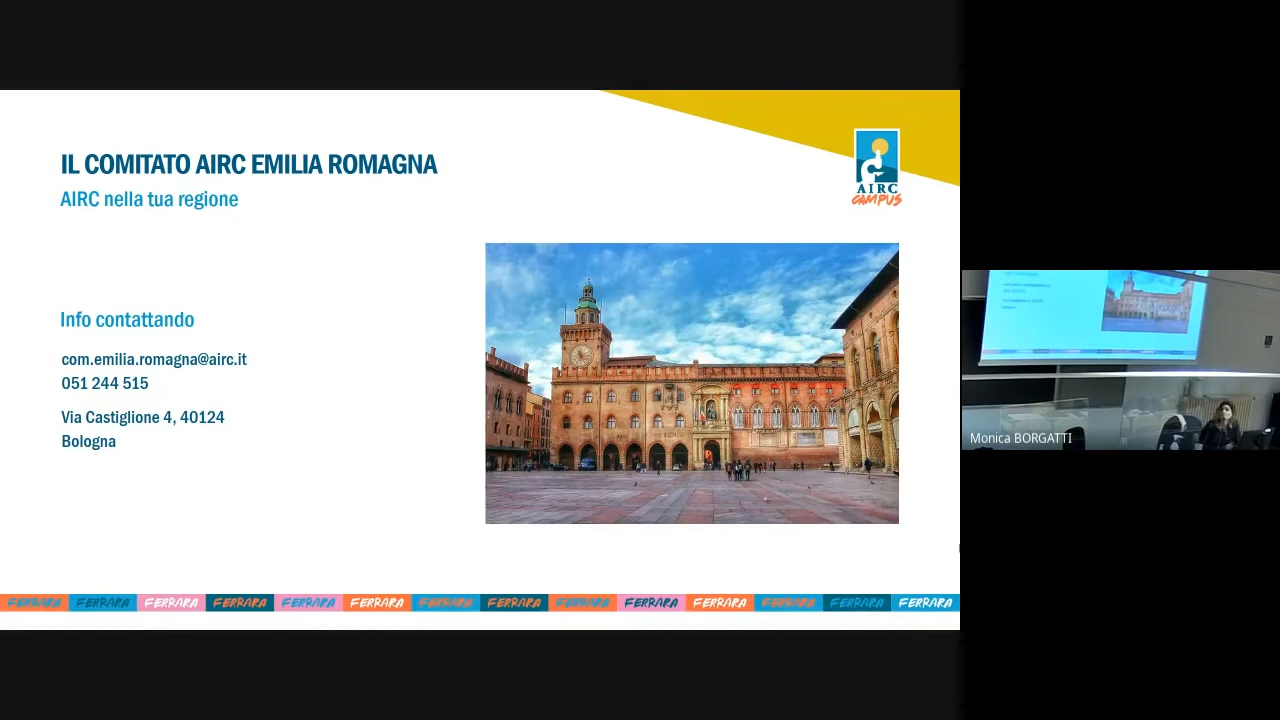 IL COMITATO AIRC EMILIA ROMAGNA
AIRC nella tua regione
AIRC
CAMPUS
Info contattando
com.emilia.romagna@airc.it
051 244 515
Via Castiglione 4, 40124
Bologna
Monica BORGATTI
FERRARA FERRARA FERRARA FERRARA FERRARA FERRARA FERRARA FERRARA FERRARA FERRARA FERRARA FERRARA FERRARA FERRARA